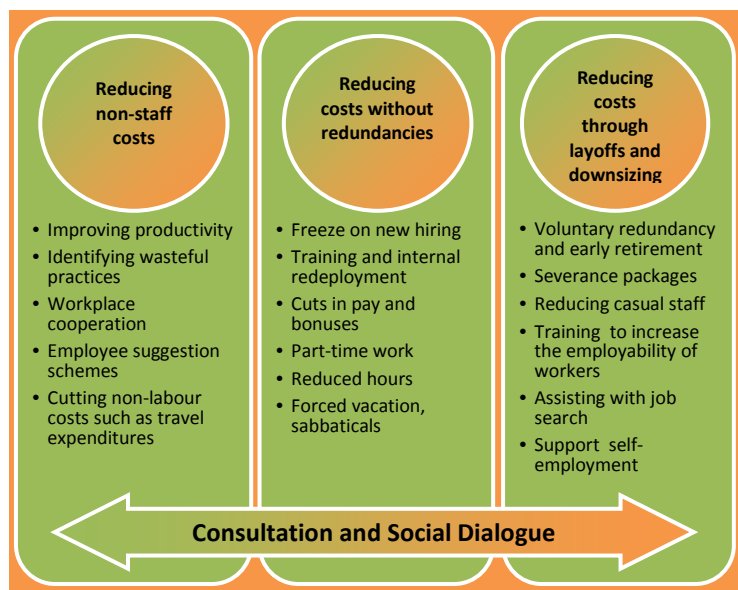 Reducing
non-staff
costs
• Improving productivity
• Identifying wasteful
practices
• Workplace
cooperation
• Employee suggestion
schemes
• Cutting non-labour
costs such as travel
expenditures
Reducing
costs without
redundancies
• Freeze on new hiring
• Training and internal
redeployment
• Cuts in pay and
bonuses
• Part-time work
• Reduced hours
• Forced vacation,
sabbaticals
Reducing
costs
through
layoffs and
downsizing
• Voluntary redundancy
and early retirement
• Severance packages
• Reducing casual staff
• Training to increase
the employability of
workers
• Assisting with job
search
• Support self-
employment
Consultation and Social Dialogue